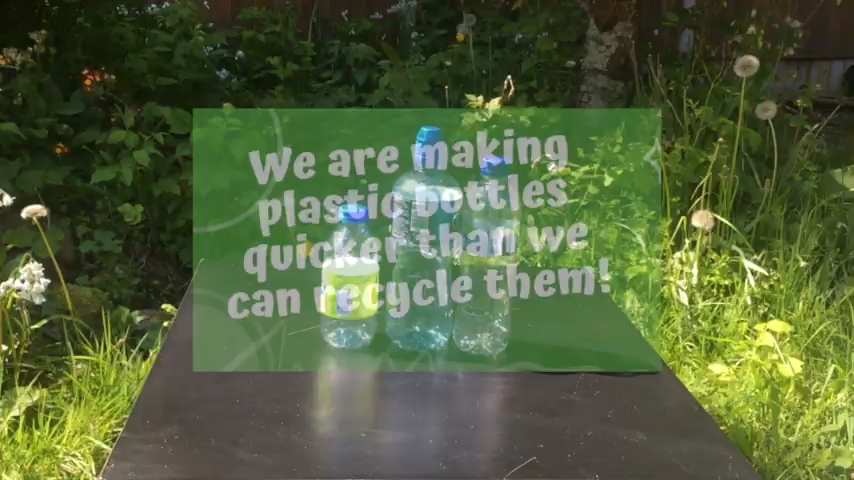 We are making
plastic bottles
quicker than we
can recycle them!